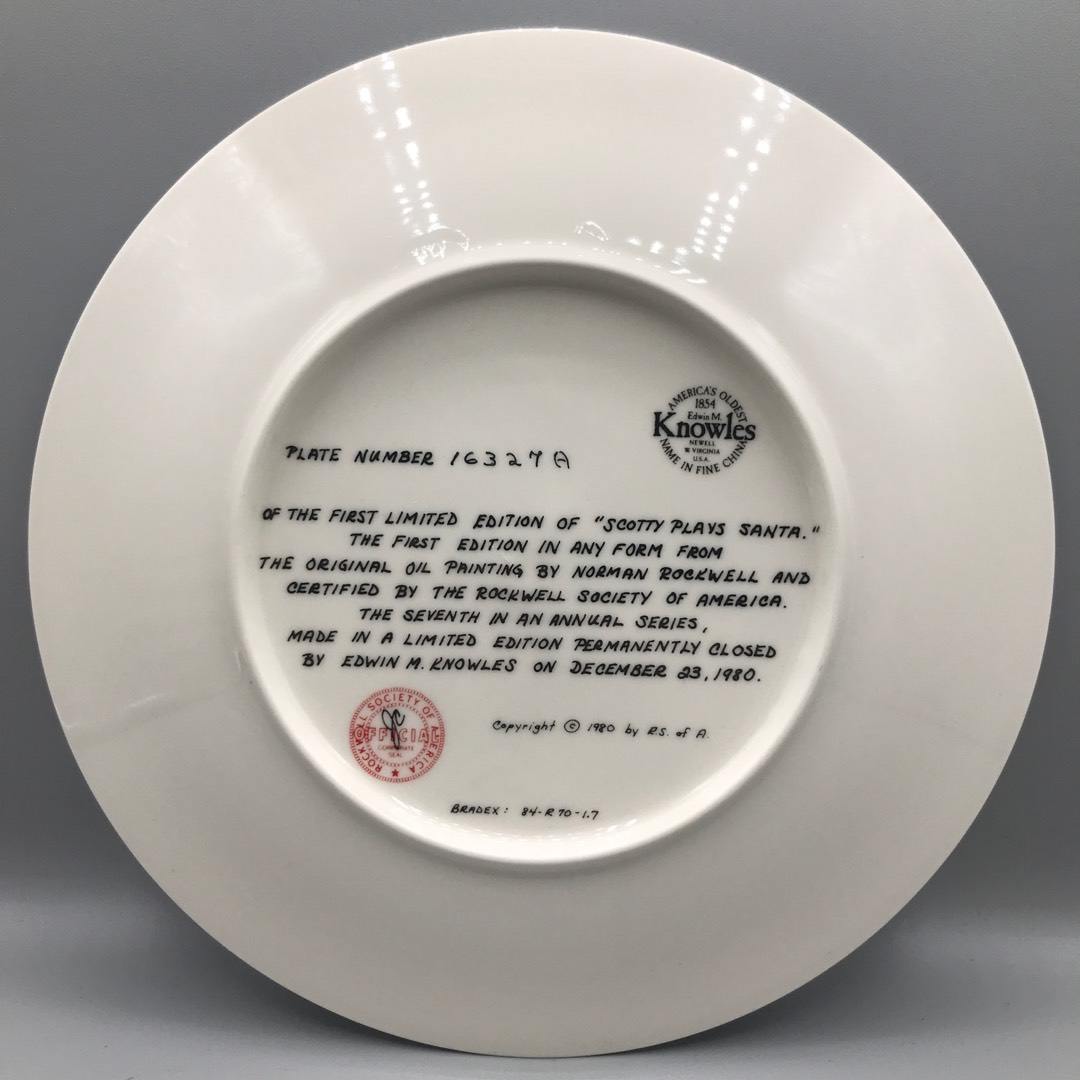 AMERICA'S OLDEST
1854
Edwin M.
Knowles
NEWELL
W. VIRGINIA
U.S.A.
NAME IN FINE CHINA
PLATE NUMBER 16327A
OF THE FIRST LIMITED EDITION OF "SCOTTY PLAYS SANTA."
THE FIRST EDITION IN ANY FORM FROM
THE ORIGINAL OIL PAINTING BY NORMAN ROCKWELL AND
CERTIFIED BY THE ROCKWELL SOCIETY OF AMERICA.
THE SEVENTH IN AN ANNUAL SERIES,
MADE IN A LIMITED EDITION PERMANENTLY CLOSED
BY EDWIN M. KNOWLES ON DECEMBER 23, 1980.
ROCKWELL SOCIETY OF AMERICA
OFFICIAL
CORPORATE
SEAL
Copyright © 1980 by R.S. of A.
BRADEX: 84-R70-1.7